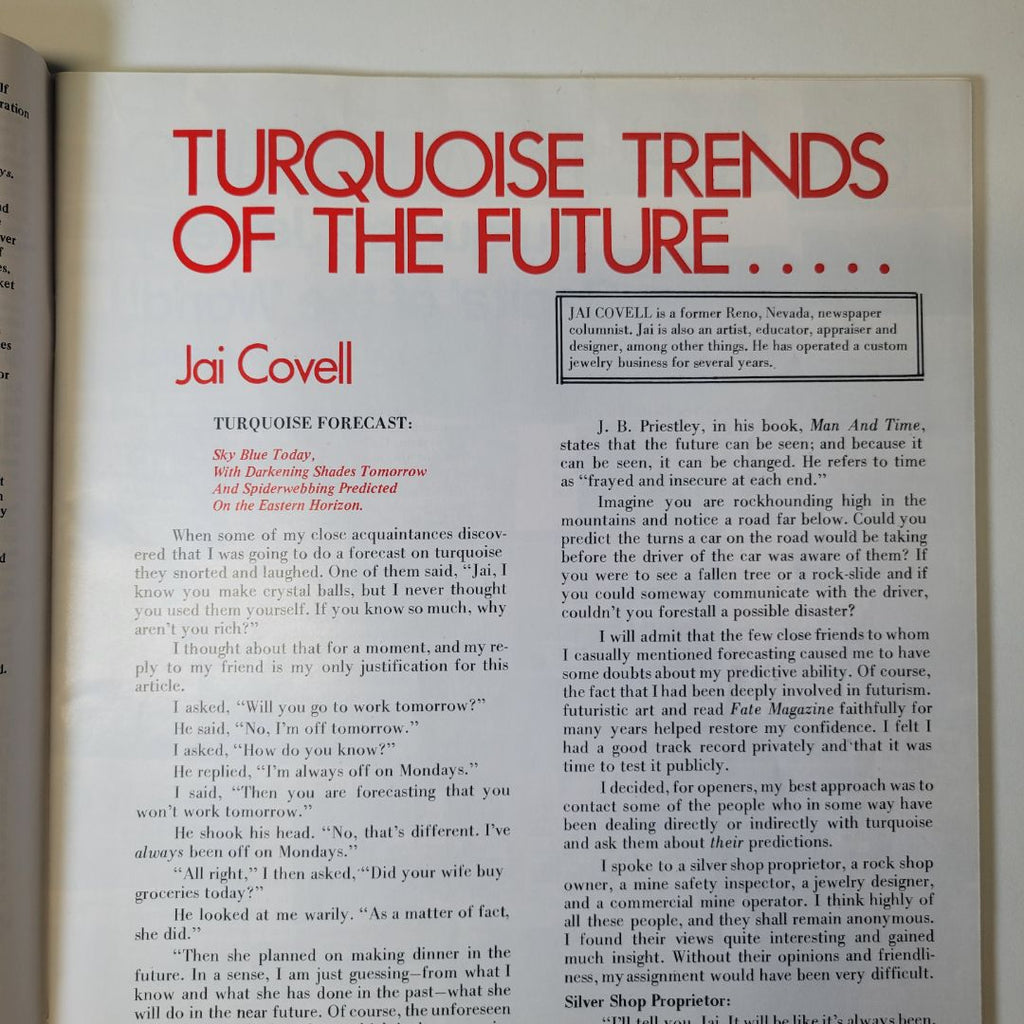 lf
ration
ys.
ver
ket
TURQUOISE TRENDS
OF THE FUTURE.....
Jai Covell
JAI COVELL is a former Reno, Nevada, newspaper
columnist. Jai is also an artist, educator, appraiser and
designer, among other things. He has operated a custom
jewelry business for several years.
TURQUOISE FORECAST:
Sky Blue Today,
With Darkening Shades Tomorrow
And Spiderwebbing Predicted
On the Eastern Horizon.
When some of my close acquaintances discov-
ered that I was going to do a forecast on turquoise
they snorted and laughed. One of them said, “Jai, I
know you make crystal balls, but I never thought
you used them yourself. If you know so much, why
aren’t you rich?”
I thought about that for a moment, and my re-
ply to my friend is my only justification for this
article.
I asked, “Will you go to work tomorrow?”
He said, “No, I’m off tomorrow.”
I asked, “How do you know?”
He replied, “I’m always off on Mondays.”
I said, “Then you are forecasting that you
won’t work tomorrow.”
He shook his head. “No, that’s different. I’ve
always been off on Mondays.”
“All right,” I then asked, “Did your wife buy
groceries today?”
He looked at me warily. “As a matter of fact,
she did.”
“Then she planned on making dinner in the
future. In a sense, I am just guessing—from what I
know and what she has done in the past—what she
will do in the near future. Of course, the unforeseen
J. B. Priestley, in his book, Man And Time,
states that the future can be seen; and because it
can be seen, it can be changed. He refers to time
as “frayed and insecure at each end.”
Imagine you are rockhounding high in the
mountains and notice a road far below. Could you
predict the turns a car on the road would be taking
before the driver of the car was aware of them? If
you were to see a fallen tree or a rock-slide and if
you could someway communicate with the driver,
couldn’t you forestall a possible disaster?
I will admit that the few close friends to whom
I casually mentioned forecasting caused me to have
some doubts about my predictive ability. Of course,
the fact that I had been deeply involved in futurism.
futuristic art and read Fate Magazine faithfully for
many years helped restore my confidence. I felt I
had a good track record privately and that it was
time to test it publicly.
I decided, for openers, my best approach was to
contact some of the people who in some way have
been dealing directly or indirectly with turquoise
and ask them about their predictions.
I spoke to a silver shop proprietor, a rock shop
owner, a mine safety inspector, a jewelry designer,
and a commercial mine operator. I think highly of
all these people, and they shall remain anonymous.
I found their views quite interesting and gained
much insight. Without their opinions and friendli-
ness, my assignment would have been very difficult.
Silver Shop Proprietor:
“I’ll tell you, Jai. It will be like it’s always been.